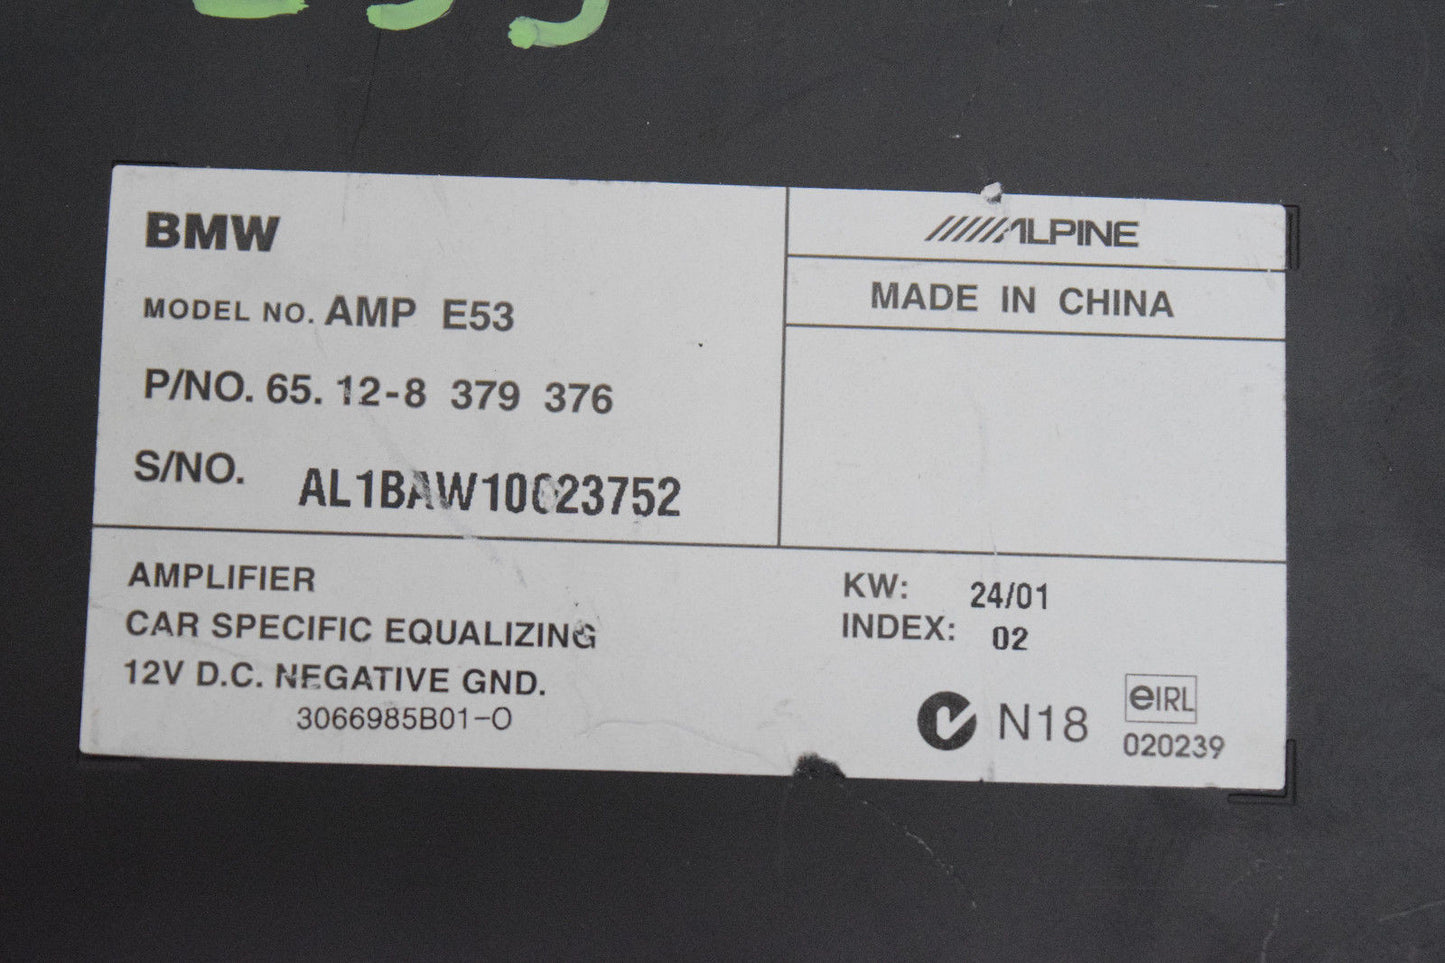 BMW
MODEL NO. AMP E53
P/NO. 65. 12-8 379 376
S/NO. AL1BAW10023752
ALPINE
MADE IN CHINA
AMPLIFIER
CAR SPECIFIC EQUALIZING
12V D.C. NEGATIVE GND.
3066985B01-O
KW: 24/01
INDEX: 02
N18
eIRL
020239